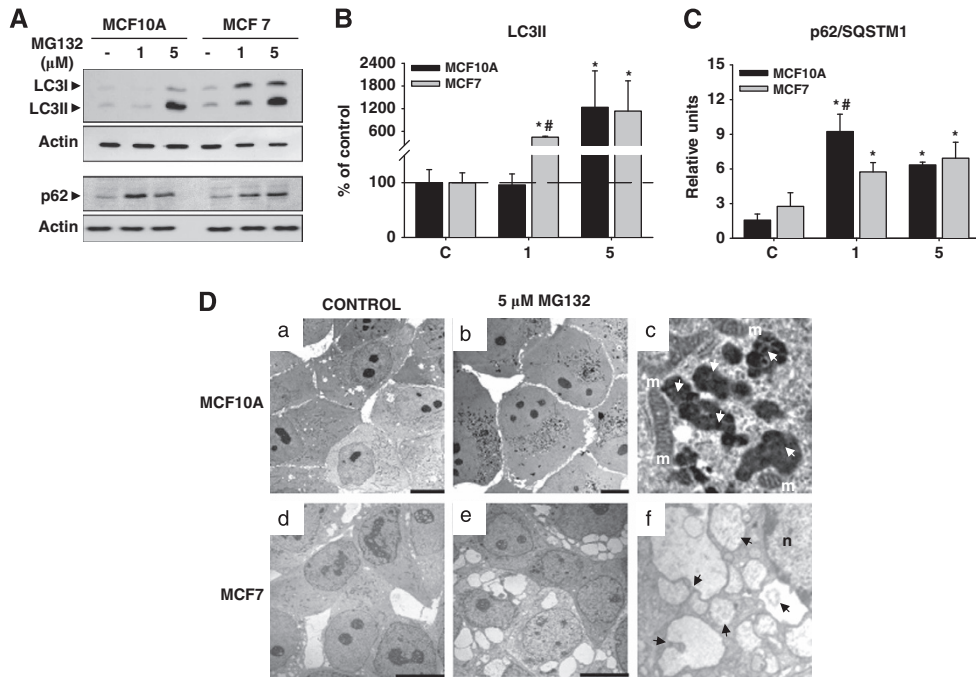 A
MCF10A MCF 7
MG132 (μM) - 1 5 - 1 5
LC3I
LC3II
Actin
p62
Actin
B
LC3II
MCF10A
MCF7
% of control
2400
1800
1200
600
100
0
* #
*
*
C 1 5
C
p62/SQSTM1
MCF10A
MCF7
Relative units
15
12
9
6
3
0
* #
*
*
*
C 1 5
D
CONTROL 5 μM MG132
MCF10A
a
b
c
m
m
m
m
MCF7
d
e
f
n